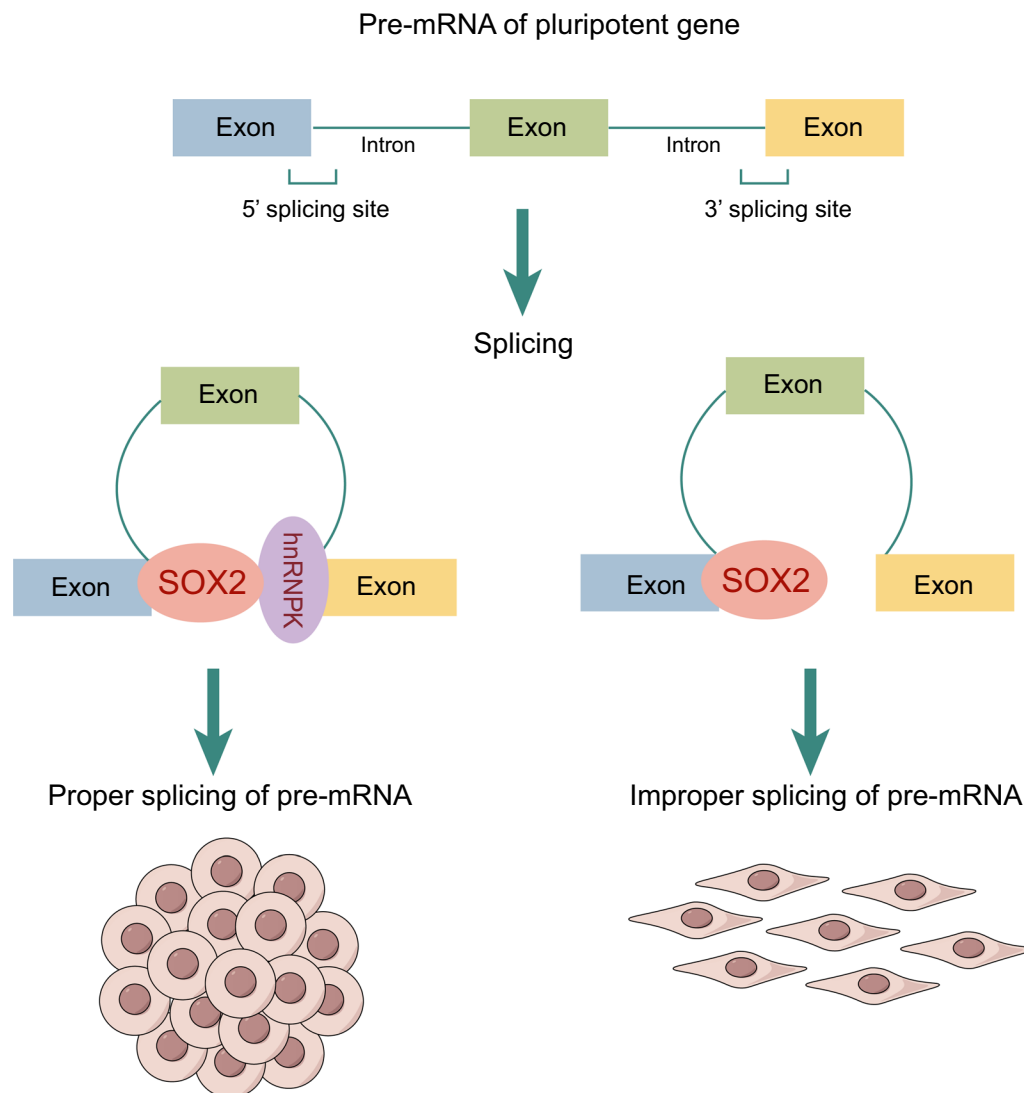 Pre-mRNA of pluripotent gene
Exon
Intron
Exon
Intron
Exon
5’ splicing site
3’ splicing site
Splicing
Exon
Exon
Exon
SOX2
hnRNPK
Exon
Exon
SOX2
Exon
Proper splicing of pre-mRNA
Improper splicing of pre-mRNA